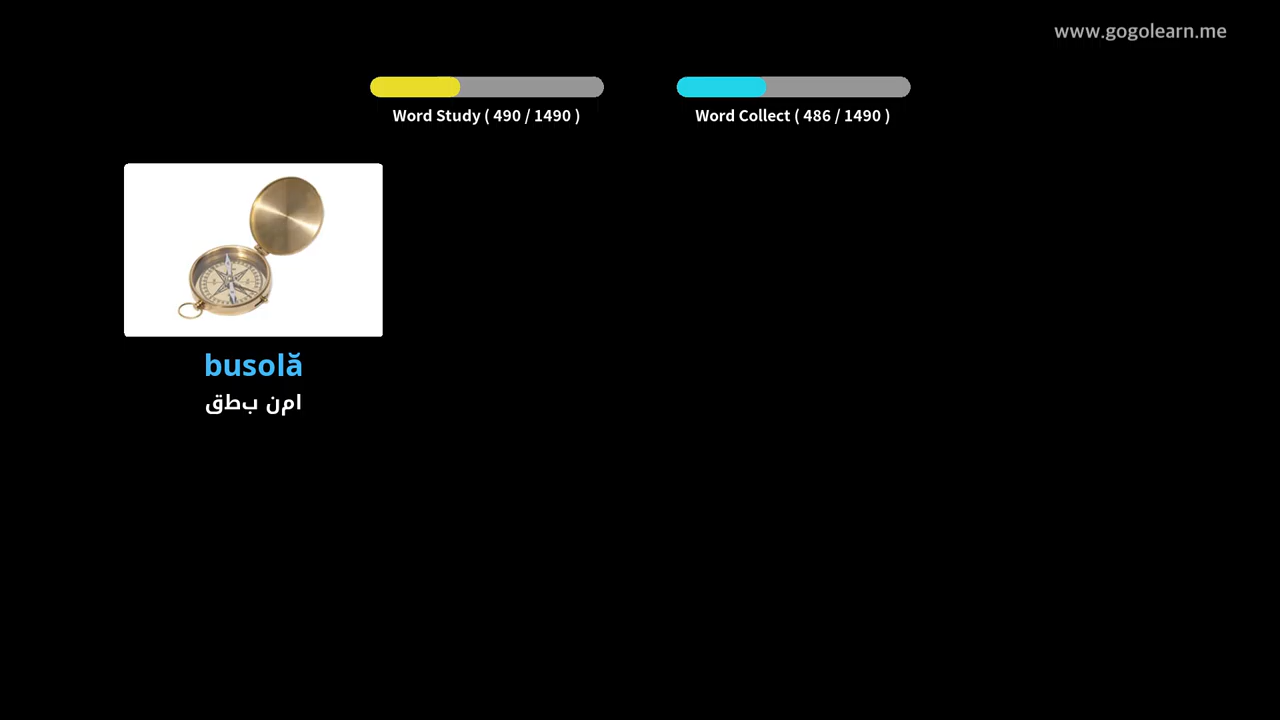 www.gogolearn.me
Word Study ( 490 / 1490 )
Word Collect ( 486 / 1490 )
busolă
امن بطق